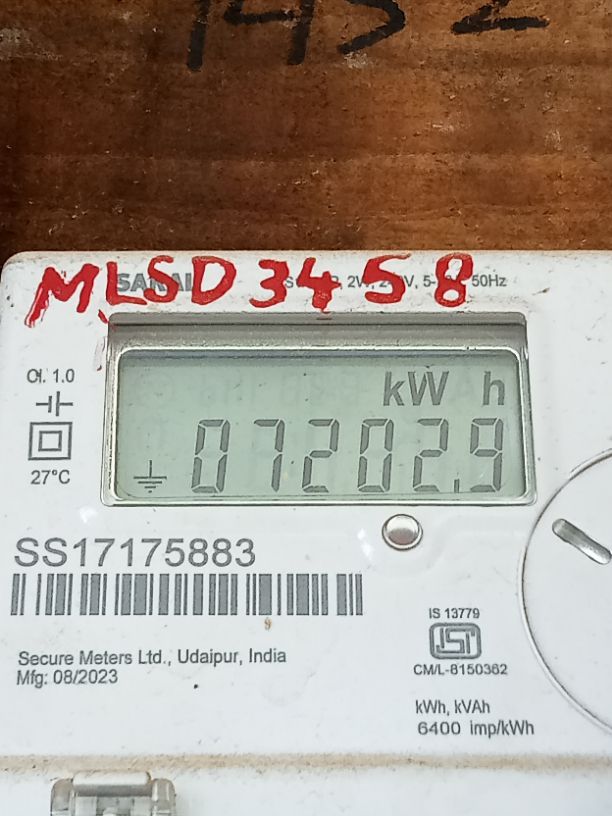 1452
MLSD 3458
Cl. 1.0
27°C
kW h
07202.9
SS17175883
IS 13779
CM/L-8150362
Secure Meters Ltd., Udaipur, India
Mfg: 08/2023
kWh, kVAh
6400 imp/kWh